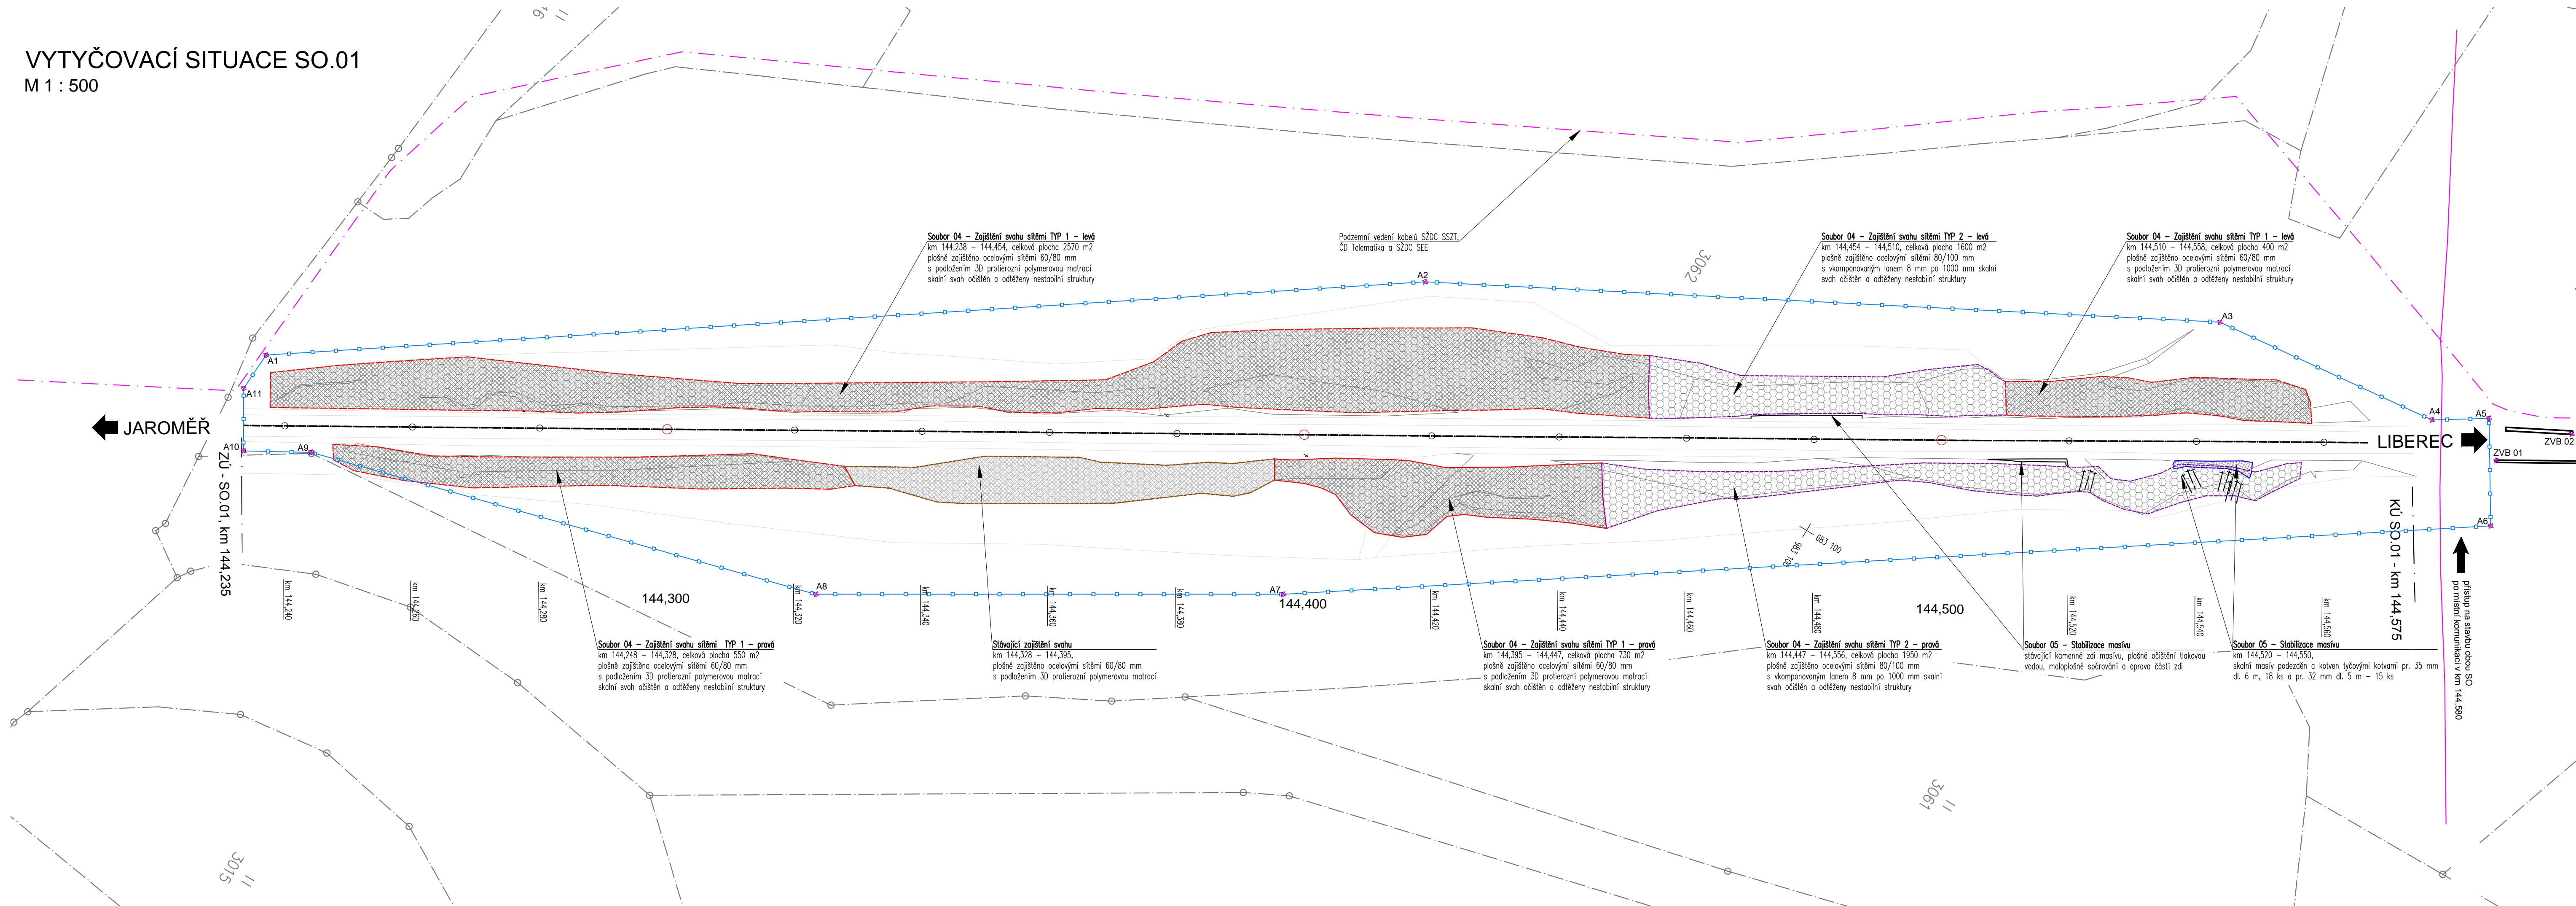 VYTYČOVACÍ SITUACE SO.01
M 1 : 500
Soubor 04 – Zajištění svahu sítěmi TYP 1 – levá
km 144,238 – 144,454, celková plocha 2570 m2
plošně zajištěno ocelovými sítěmi 60/80 mm
s podložením 3D protierozní polymerovou matrací
skalní svah očištěn a odtěženy nestabilní struktury
Podzemní vedení kabelů SŽDC SSZT,
ČD Telematika a SŽDC SEE
3062
Soubor 04 – Zajištění svahu sítěmi TYP 2 – levá
km 144,454 – 144,510, celková plocha 1600 m2
plošně zajištěno ocelovými sítěmi 80/100 mm
s vkomponovaným lanem 8 mm po 1000 mm skalní
svah očištěn a odtěženy nestabilní struktury
Soubor 04 – Zajištění svahu sítěmi TYP 1 – levá
km 144,510 – 144,558, celková plocha 400 m2
plošně zajištěno ocelovými sítěmi 60/80 mm
s podložením 3D protierozní polymerovou matrací
skalní svah očištěn a odtěženy nestabilní struktury
A1
A2
A3
A4
A5
A11
JAROMĚŘ
LIBEREC
ZVB 02
ZVB 01
A10
A9
A8
A7
A6
ZÚ - SO.01, km 144,235
KÚ SO.01 - km 144,575
983 100
683 100
km 144,240
km 144,260
km 144,280
144,300
km 144,320
km 144,340
km 144,360
km 144,380
144,400
km 144,420
km 144,440
km 144,460
km 144,480
144,500
km 144,520
km 144,540
km 144,560
přístup na stavbu obou SO
po místní komunikaci v km 144,580
Soubor 04 – Zajištění svahu sítěmi TYP 1 – pravá
km 144,248 – 144,328, celková plocha 550 m2
plošně zajištěno ocelovými sítěmi 60/80 mm
s podložením 3D protierozní polymerovou matrací
skalní svah očištěn a odtěženy nestabilní struktury
Stávající zajištění svahu
km 144,328 – 144,395,
plošně zajištěno ocelovými sítěmi 60/80 mm
s podložením 3D protierozní polymerovou matrací
Soubor 04 – Zajištění svahu sítěmi TYP 1 – pravá
km 144,395 – 144,447, celková plocha 730 m2
plošně zajištěno ocelovými sítěmi 60/80 mm
s podložením 3D protierozní polymerovou matrací
skalní svah očištěn a odtěženy nestabilní struktury
Soubor 04 – Zajištění svahu sítěmi TYP 2 – pravá
km 144,447 – 144,556, celková plocha 1950 m2
plošně zajištěno ocelovými sítěmi 80/100 mm
s vkomponovaným lanem 8 mm po 1000 mm skalní
svah očištěn a odtěženy nestabilní struktury
Soubor 05 – Stabilizace masívu
stávající kamenné zdi masívu, plošné očištění tlakovou
vodou, maloplošné spárování a oprava částí zdi
Soubor 05 – Stabilizace masívu
km 144,520 – 144,550,
skalní masív podezděn a kotven tyčovými kotvami pr. 35 mm
dl. 6 m, 18 ks a pr. 32 mm dl. 5 m – 15 ks
3061
3015